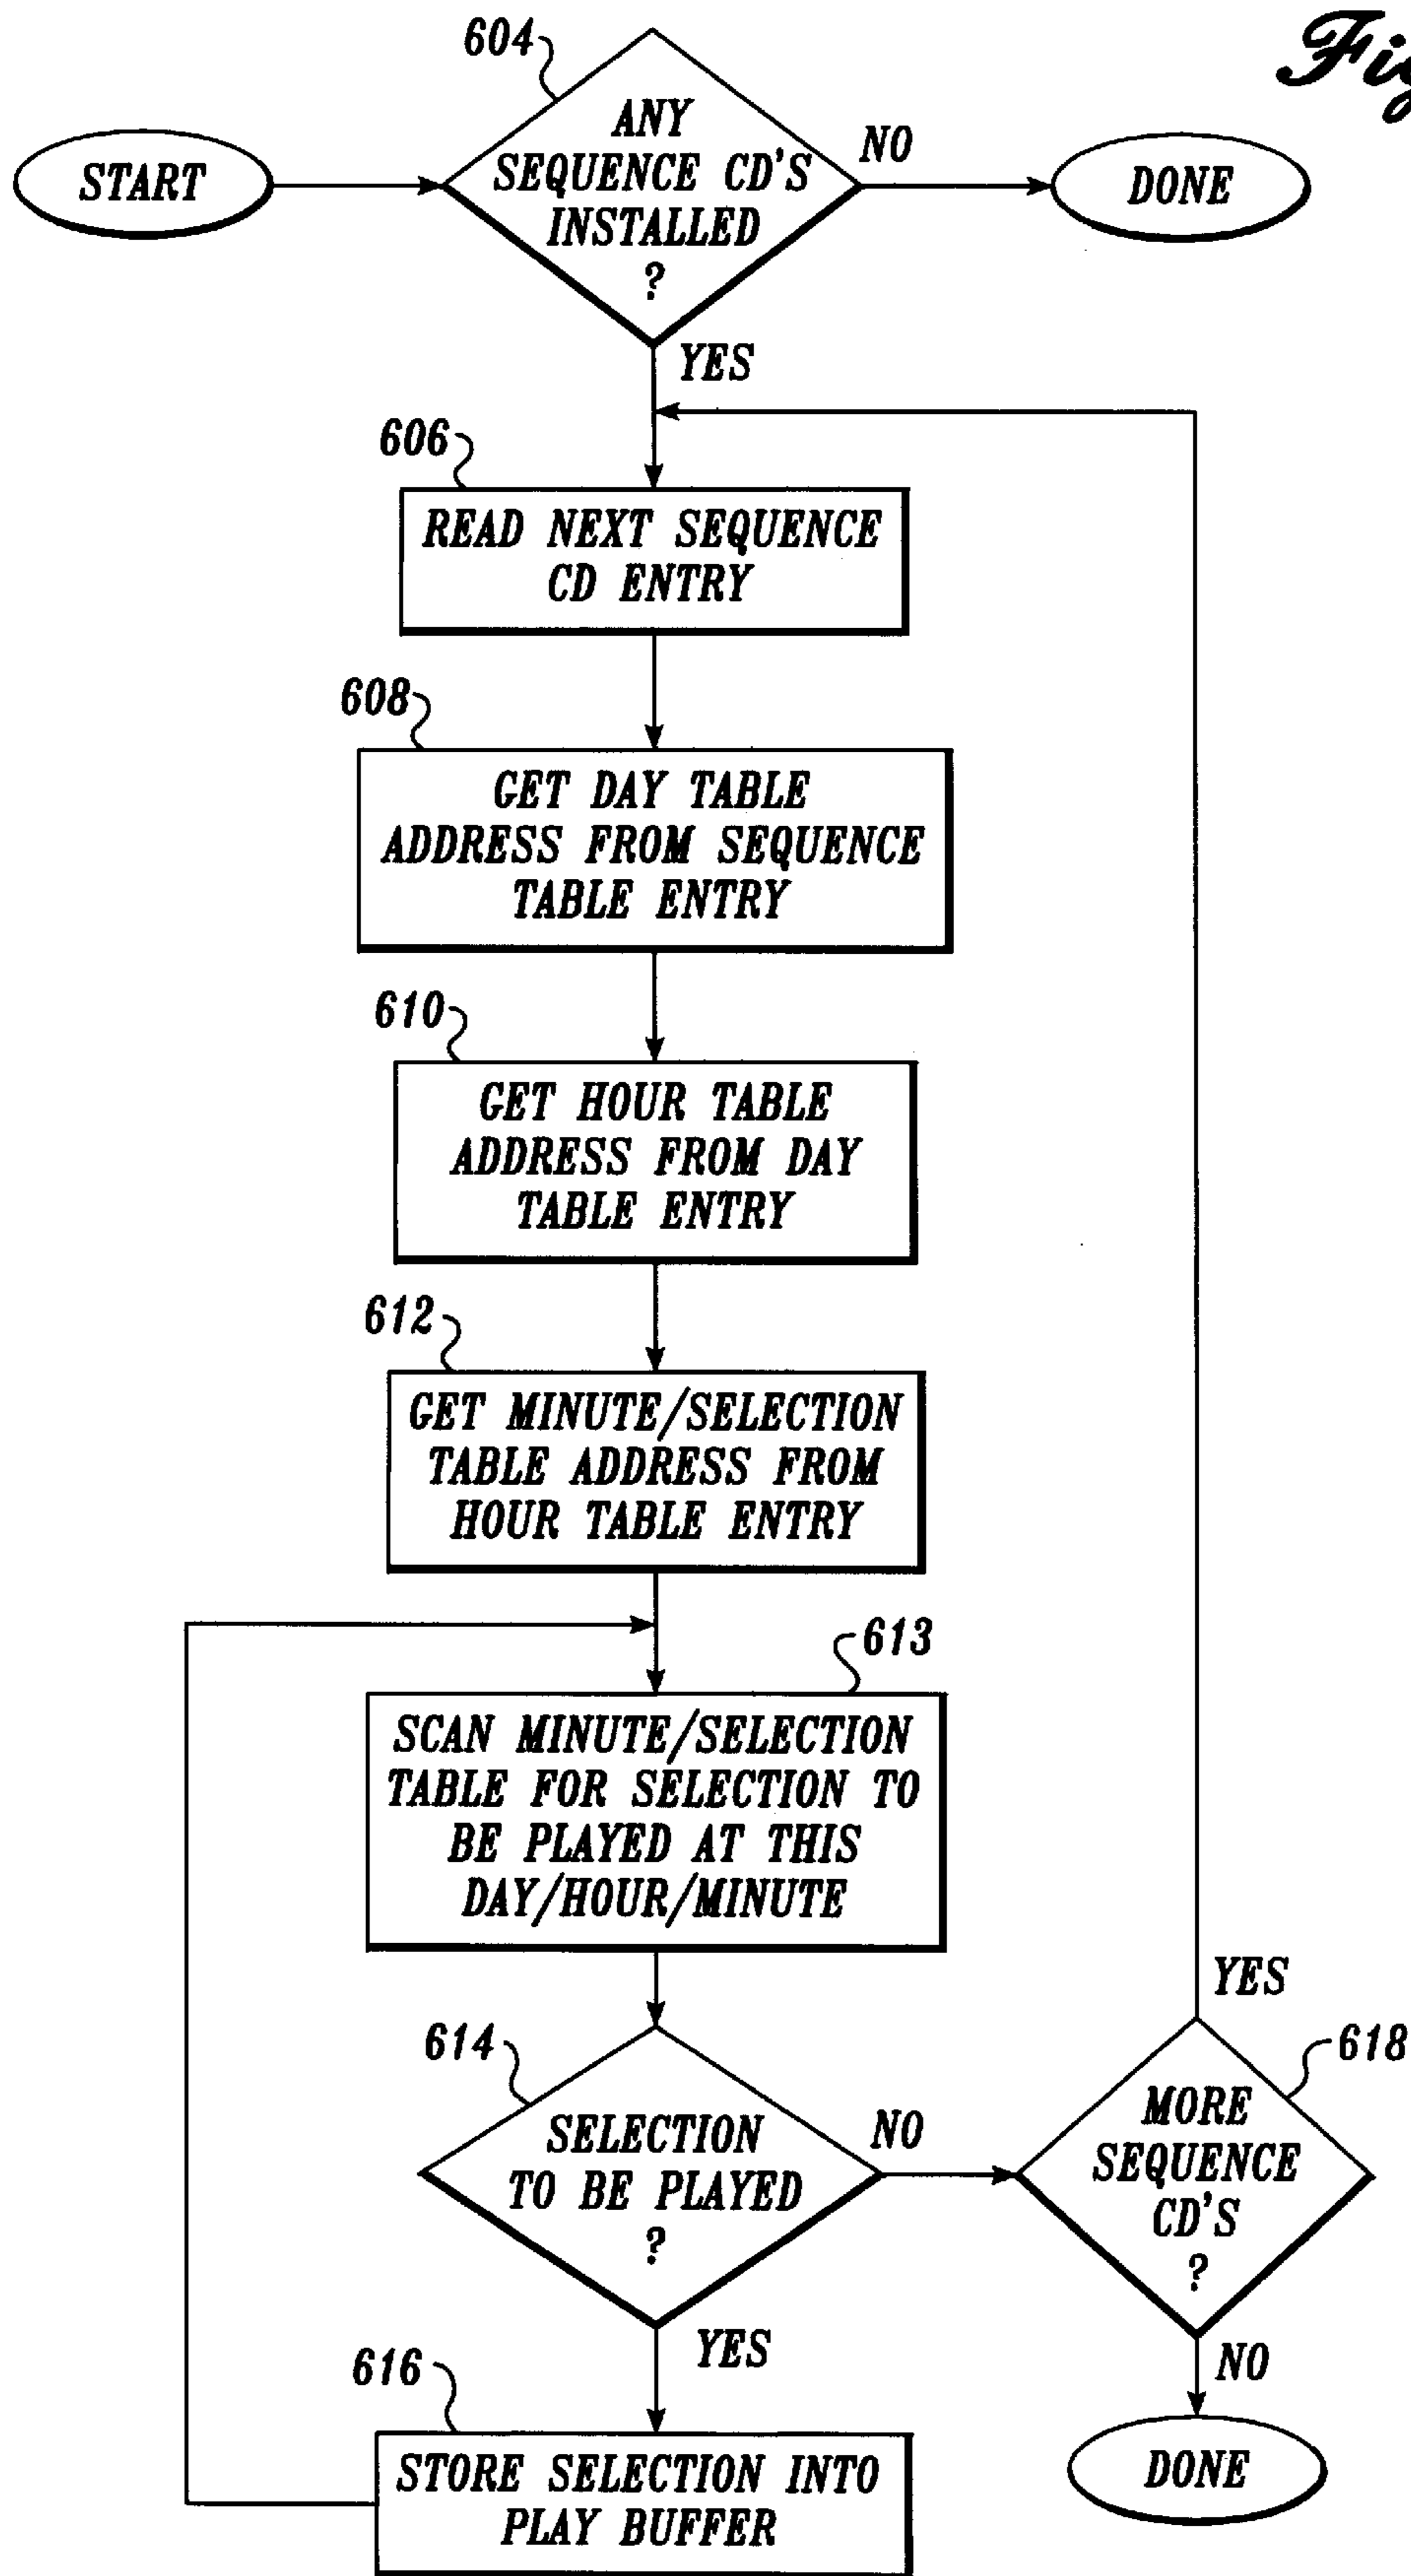 Fig
604
ANY
SEQUENCE CD'S
INSTALLED
?
START
NO
DONE
YES
606
READ NEXT SEQUENCE
CD ENTRY
608
GET DAY TABLE
ADDRESS FROM SEQUENCE
TABLE ENTRY
610
GET HOUR TABLE
ADDRESS FROM DAY
TABLE ENTRY
612
GET MINUTE/SELECTION
TABLE ADDRESS FROM
HOUR TABLE ENTRY
613
SCAN MINUTE/SELECTION
TABLE FOR SELECTION TO
BE PLAYED AT THIS
DAY/HOUR/MINUTE
614
SELECTION
TO BE PLAYED
?
NO
YES
618
MORE
SEQUENCE
CD'S
?
YES
NO
616
STORE SELECTION INTO
PLAY BUFFER
DONE